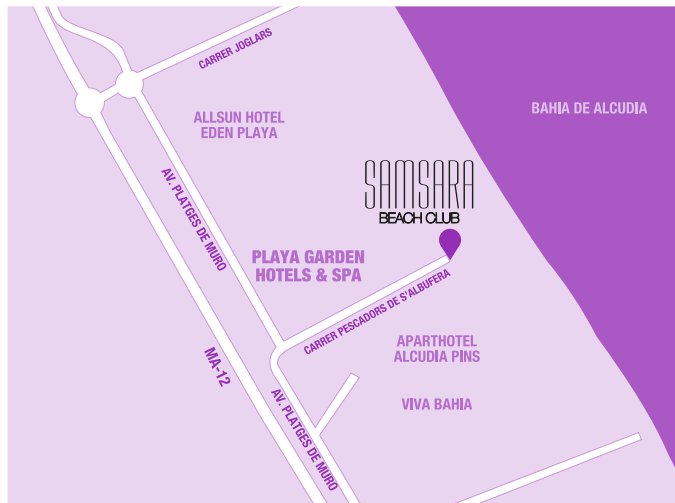 CARRER JOGLARS
BAHIA DE ALCUDIA
ALLSUN HOTEL
EDEN PLAYA
SAMSARA
BEACH CLUB
AV. PLATGES DE MURO
PLAYA GARDEN
HOTELS & SPA
CARRER PESCADORS DE S'ALBUFERA
APARTHOTEL
ALCUDIA PINS
MA-12
VIVA BAHIA
AV. PLATGES DE MURO